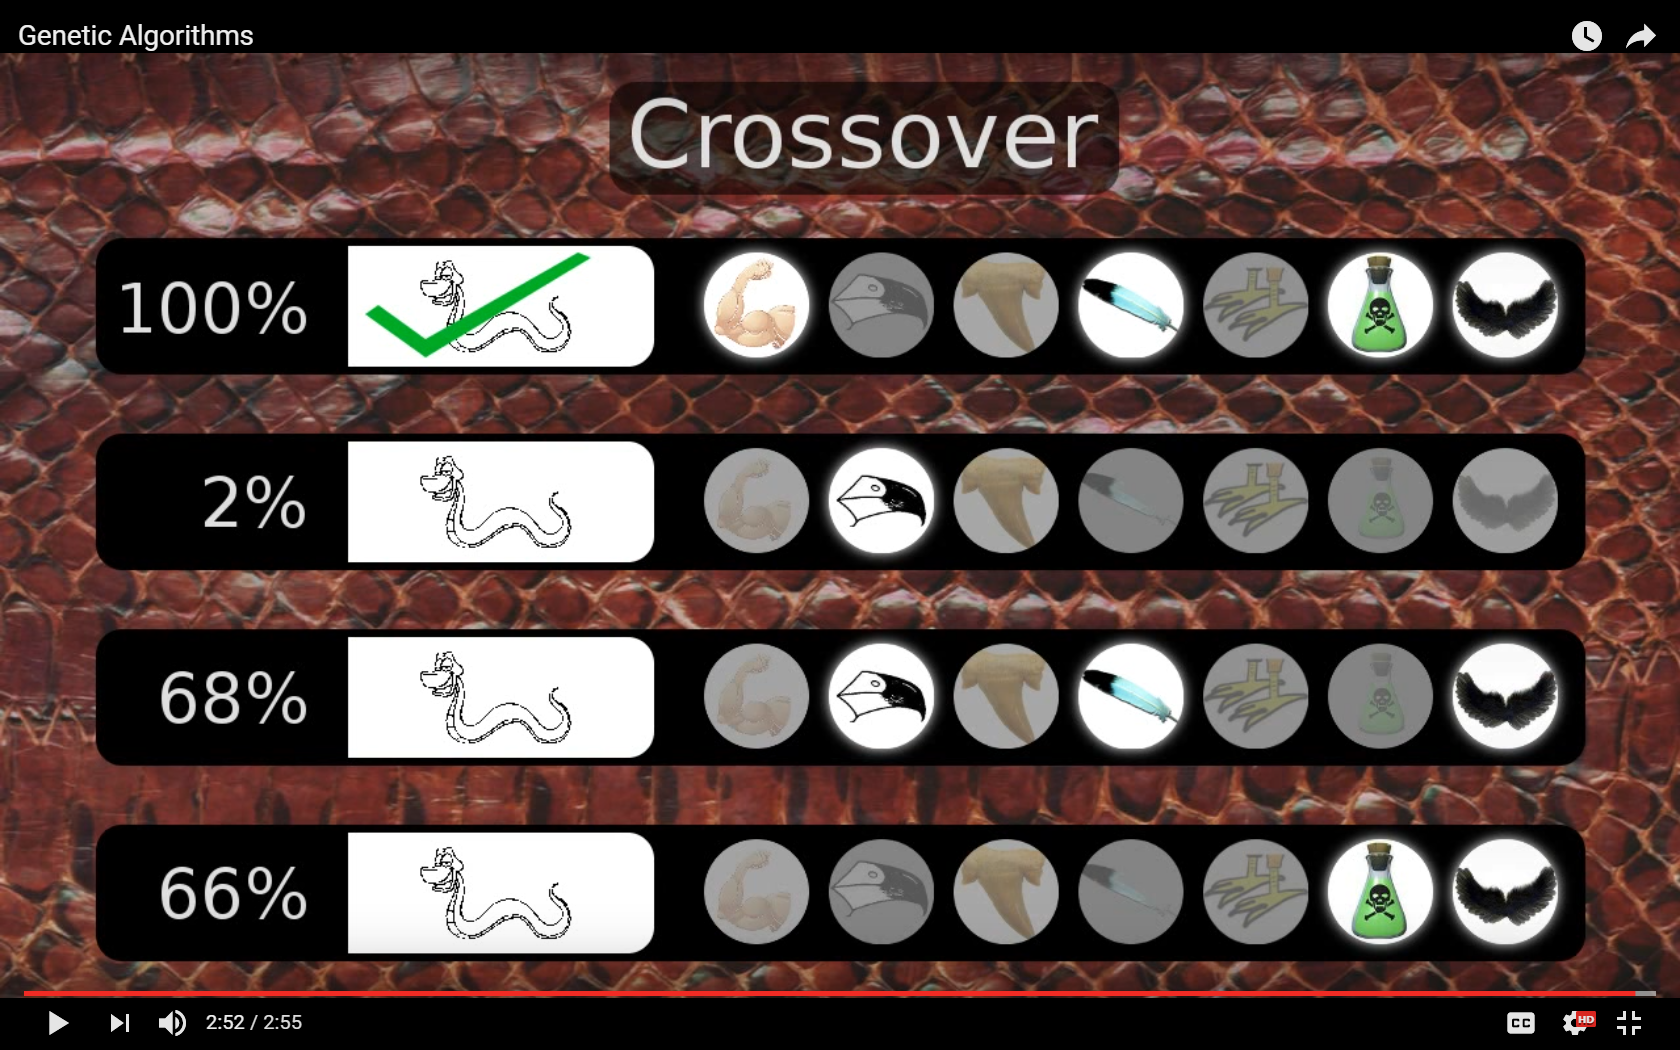 Genetic Algorithms
Crossover
100%
2%
68%
66%
2:52 / 2:55
CC
HD